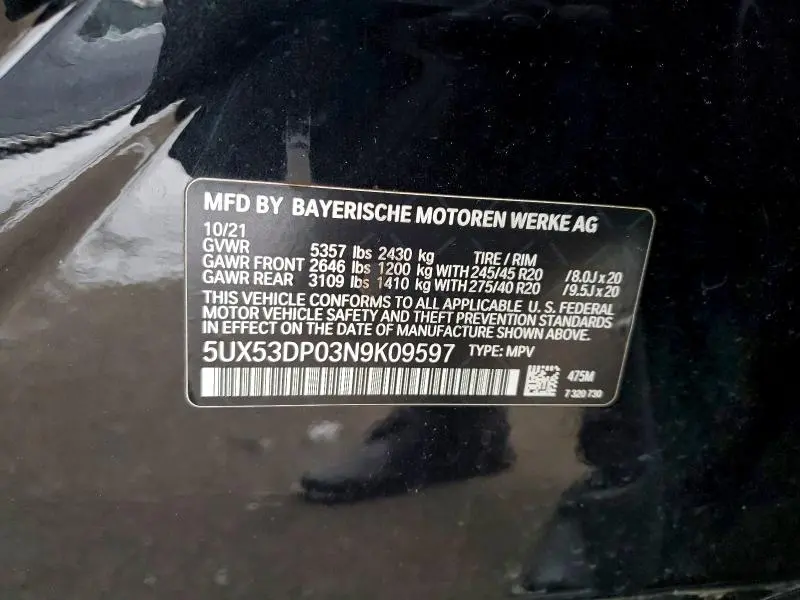 MFD BY BAYERISCHE MOTOREN WERKE AG
10/21
GVWR 5357 lbs 2430 kg TIRE / RIM
GAWR FRONT 2646 lbs 1200 kg WITH 245/45 R20 /8.0J x 20
GAWR REAR 3109 lbs 1410 kg WITH 275/40 R20 /9.5J x 20
THIS VEHICLE CONFORMS TO ALL APPLICABLE U.S. FEDERAL
MOTOR VEHICLE SAFETY AND THEFT PREVENTION STANDARDS
IN EFFECT ON THE DATE OF MANUFACTURE SHOWN ABOVE.
5UX53DP03N9K09597 TYPE: MPV
475M
7 320 730